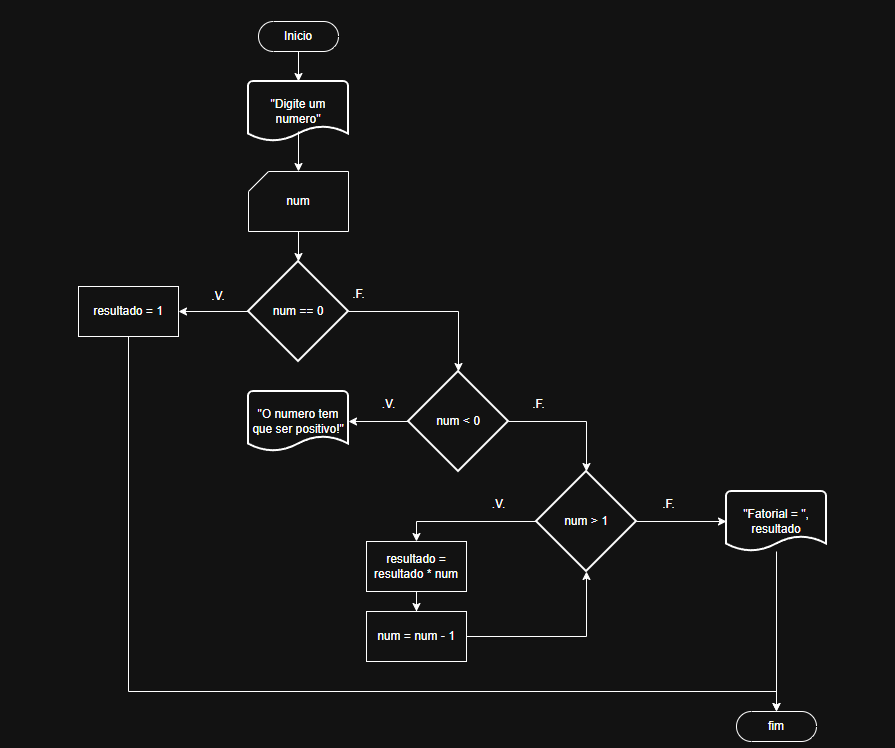 Inicio
"Digite um
numero"
num
.V.
.F.
resultado = 1
num == 0
"O numero tem
que ser positivo!"
.V.
num < 0
.F.
.V.
num > 1
.F.
"Fatorial = ",
resultado
resultado =
resultado * num
num = num - 1
fim